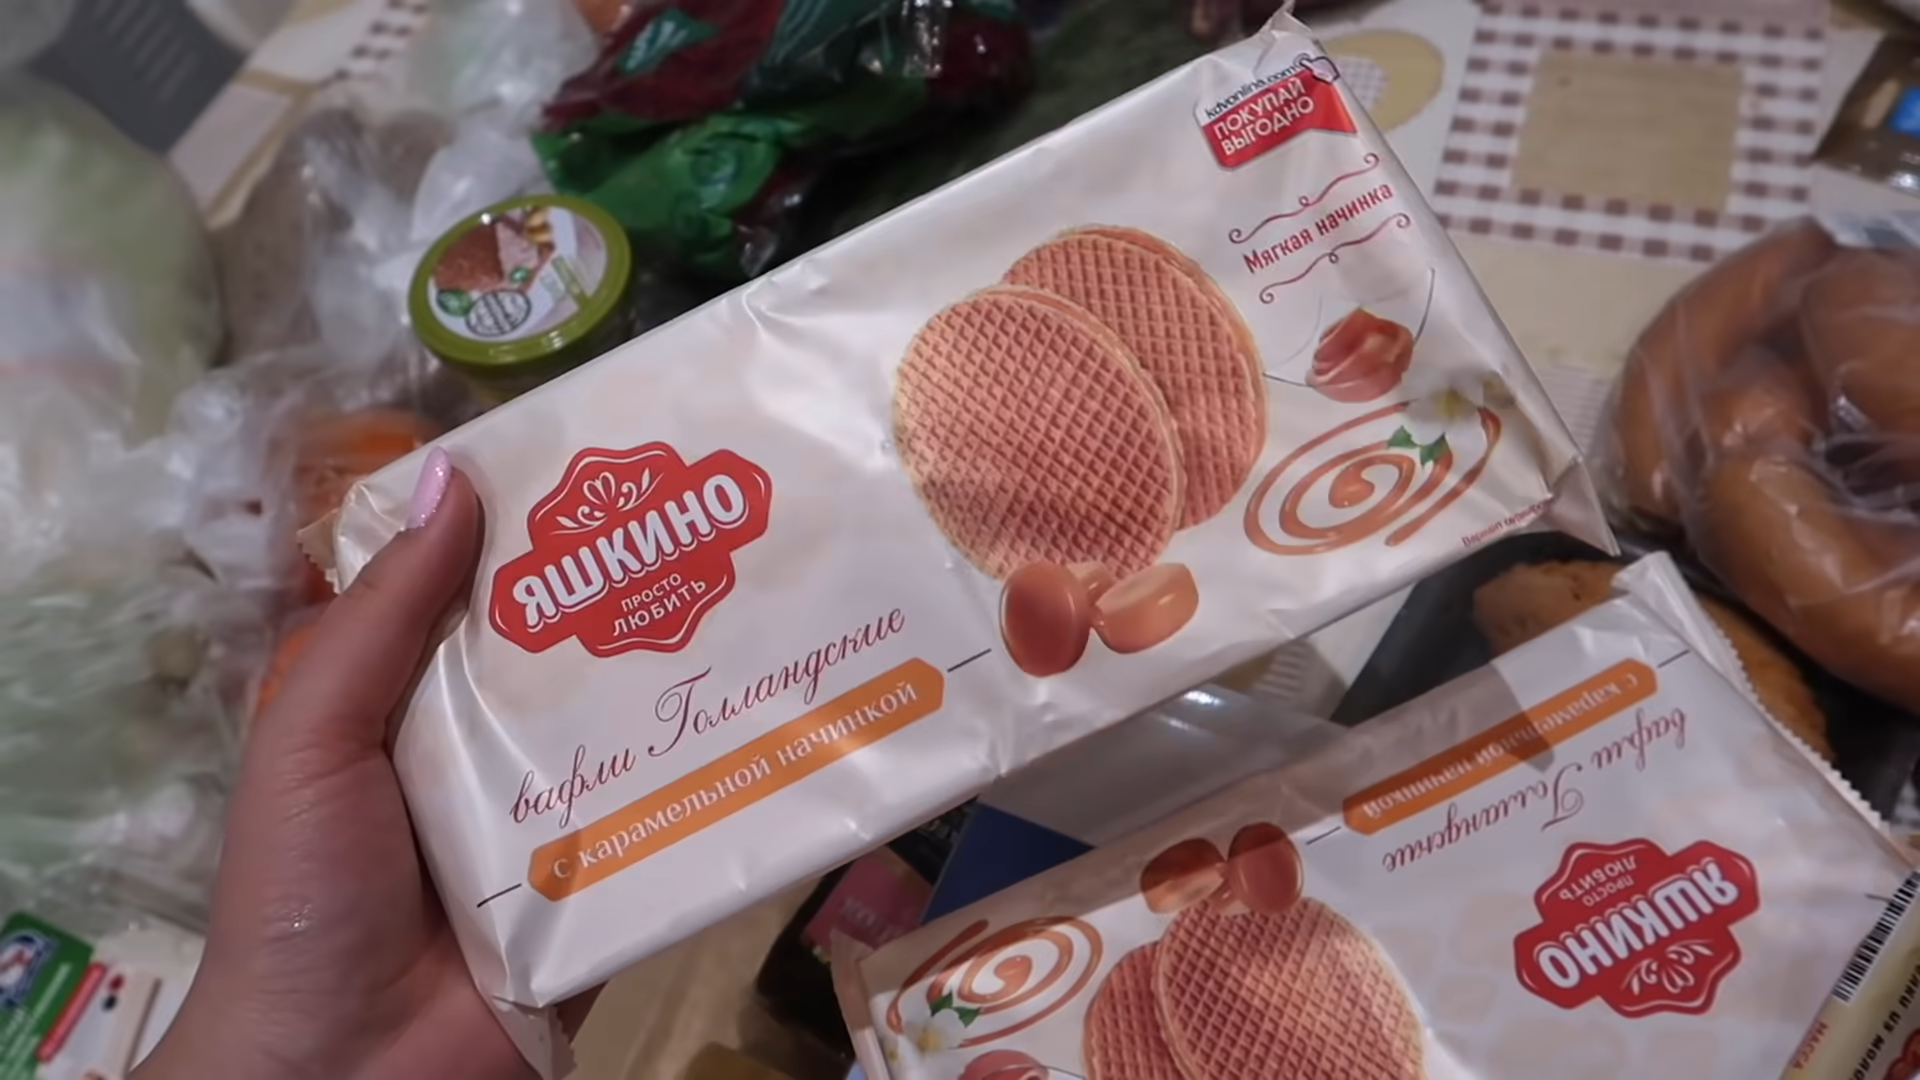 kdvonline.com
ПОКУПАЙ
ВЫГОДНО
Мягкая начинка
ЯШКИНО
ПРОСТО
ЛЮБИТЬ
вафли Голландские
с карамельной начинкой
с карамельной начинкой
вафли Голландские
ЯШКИНО
ПРОСТО
ЛЮБИТЬ
МАССА